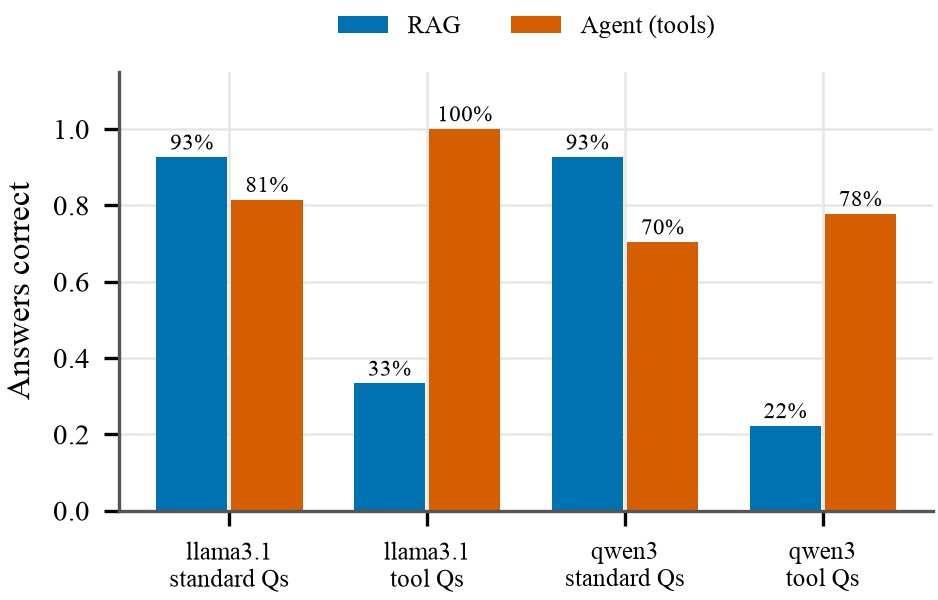 RAG Agent (tools)
Answers correct
1.0
0.8
0.6
0.4
0.2
0.0
93% 81% 33% 100% 93% 70% 22% 78%
llama3.1 llama3.1 qwen3 qwen3
standard Qs tool Qs standard Qs tool Qs